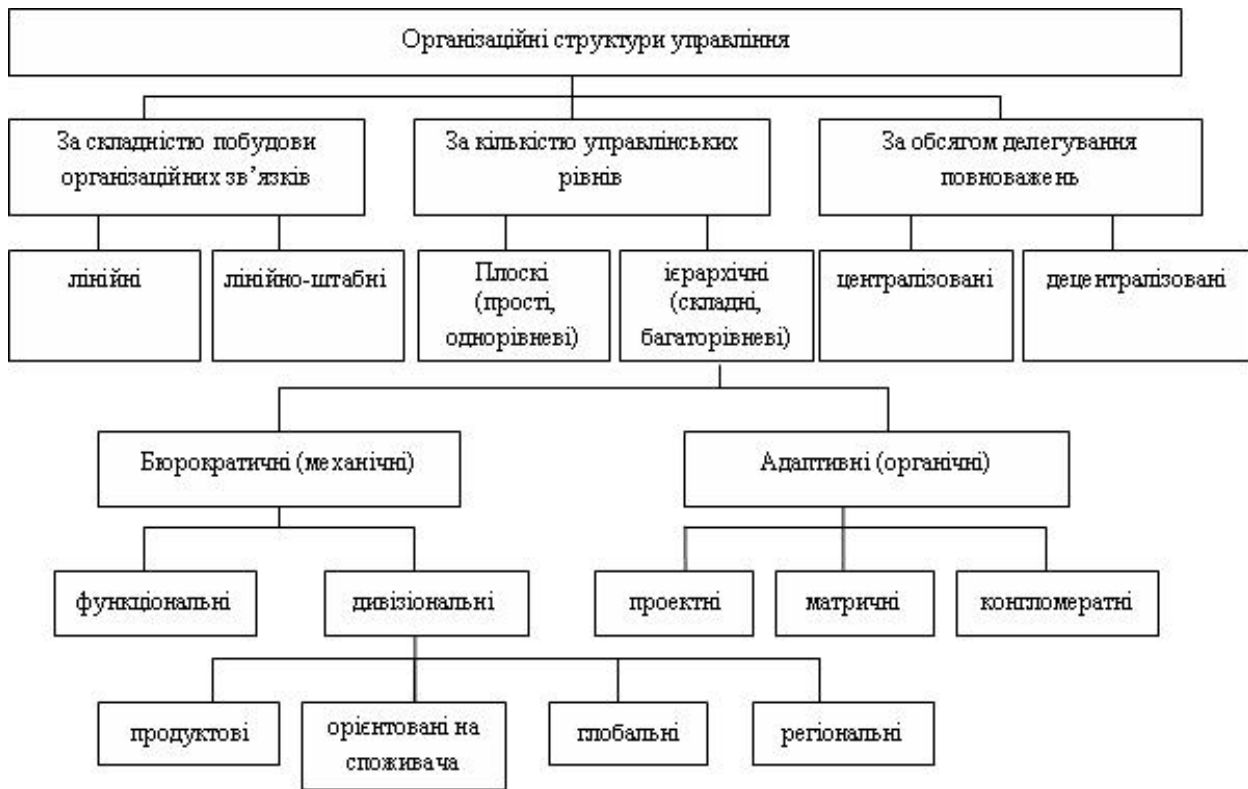 Організаційні структури управління
За складністю побудови
організаційних зв’язків
За кількістю управлінських
рівнів
За обсягом делегування
повноважень
лінійні
лінійно-штабні
Плоскі
(прості,
однорівневі)
ієрархічні
(складні,
багаторівневі)
централізовані
децентралізовані
Бюрократичні (механічні)
Адаптивні (органічні)
функціональні
дивізіональні
проектні
матричні
конгломератні
продуктові
орієнтовані на
споживача
глобальні
регіональні